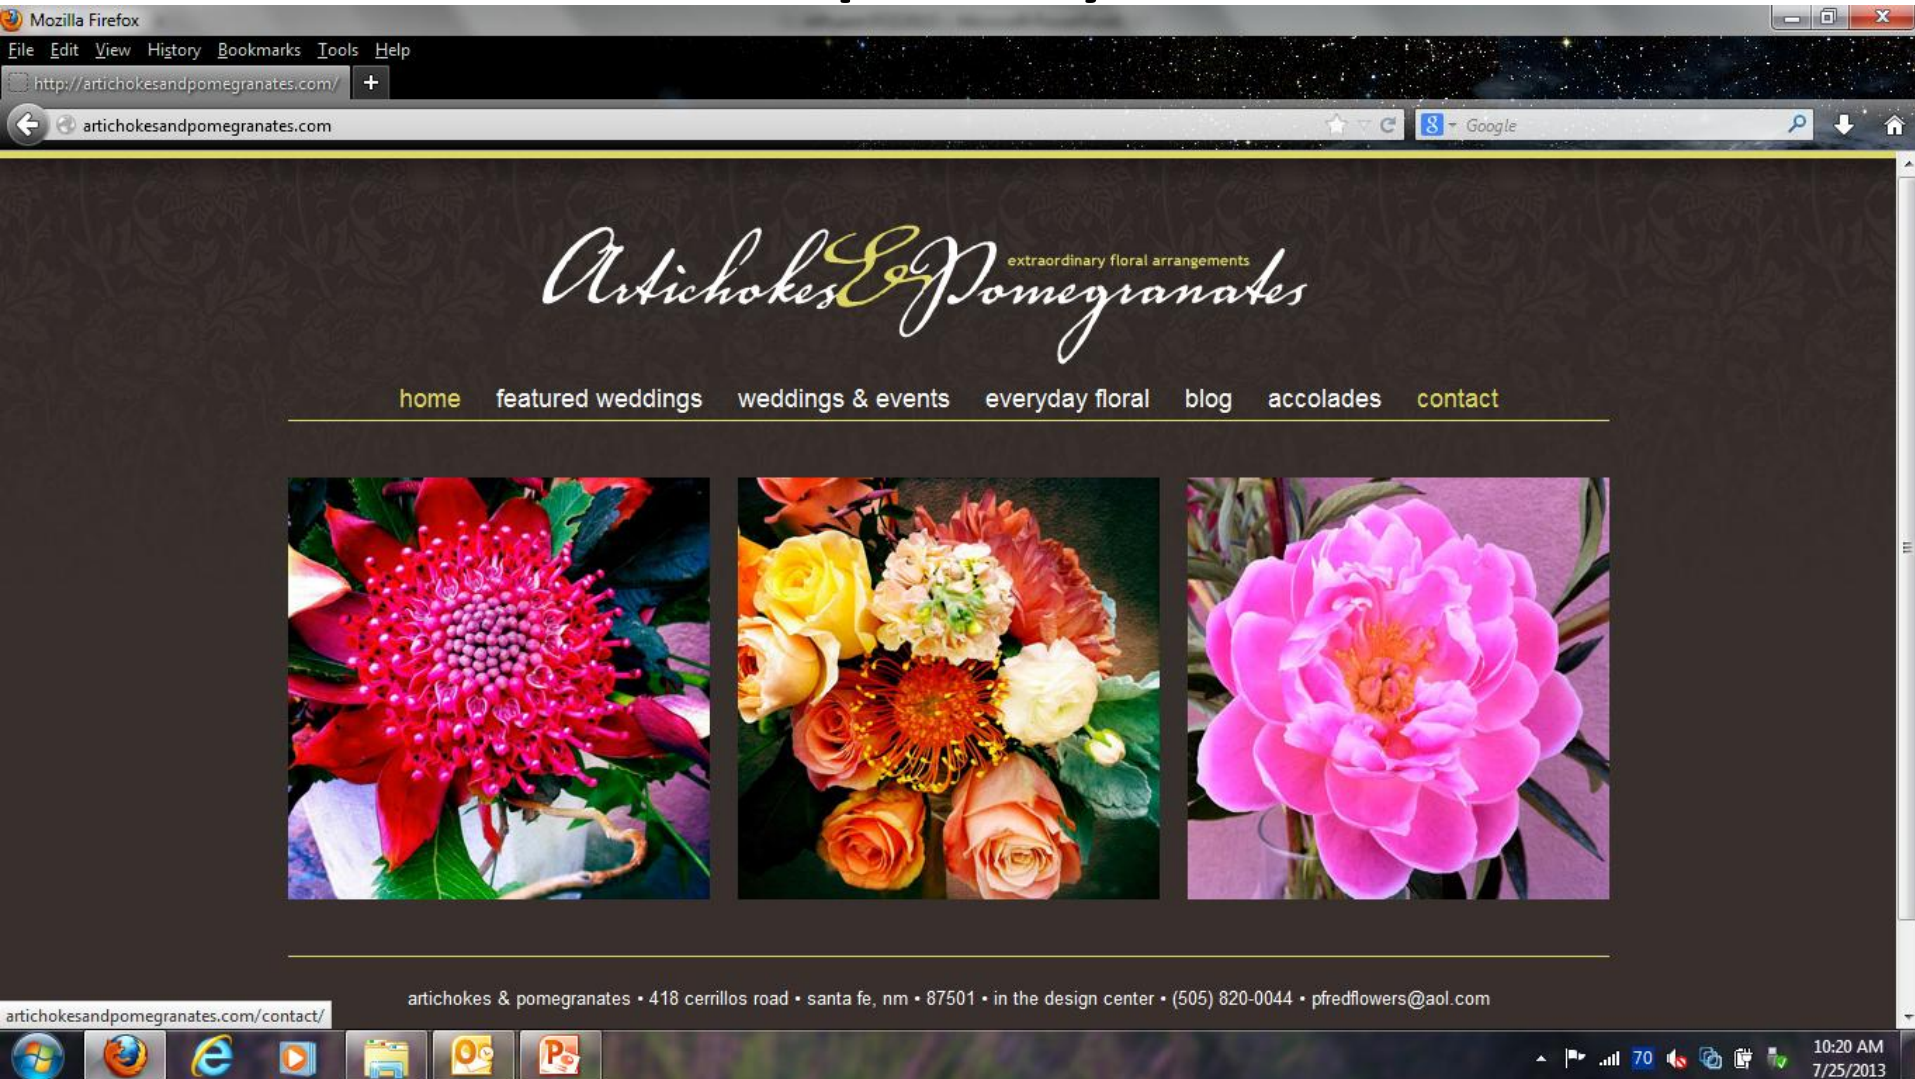 Mozilla Firefox
File Edit View History Bookmarks Tools Help
http://artichokesandpomegranates.com/ +
artichokesandpomegranates.com
8 Google
Artichokes & Pomegranates
extraordinary floral arrangements
home featured weddings weddings & events everyday floral blog accolades contact
artichokes & pomegranates • 418 cerrillos road • santa fe, nm • 87501 • in the design center • (505) 820-0044 • pfredflowers@aol.com
artichokesandpomegranates.com/contact/
70
10:20 AM
7/25/2013